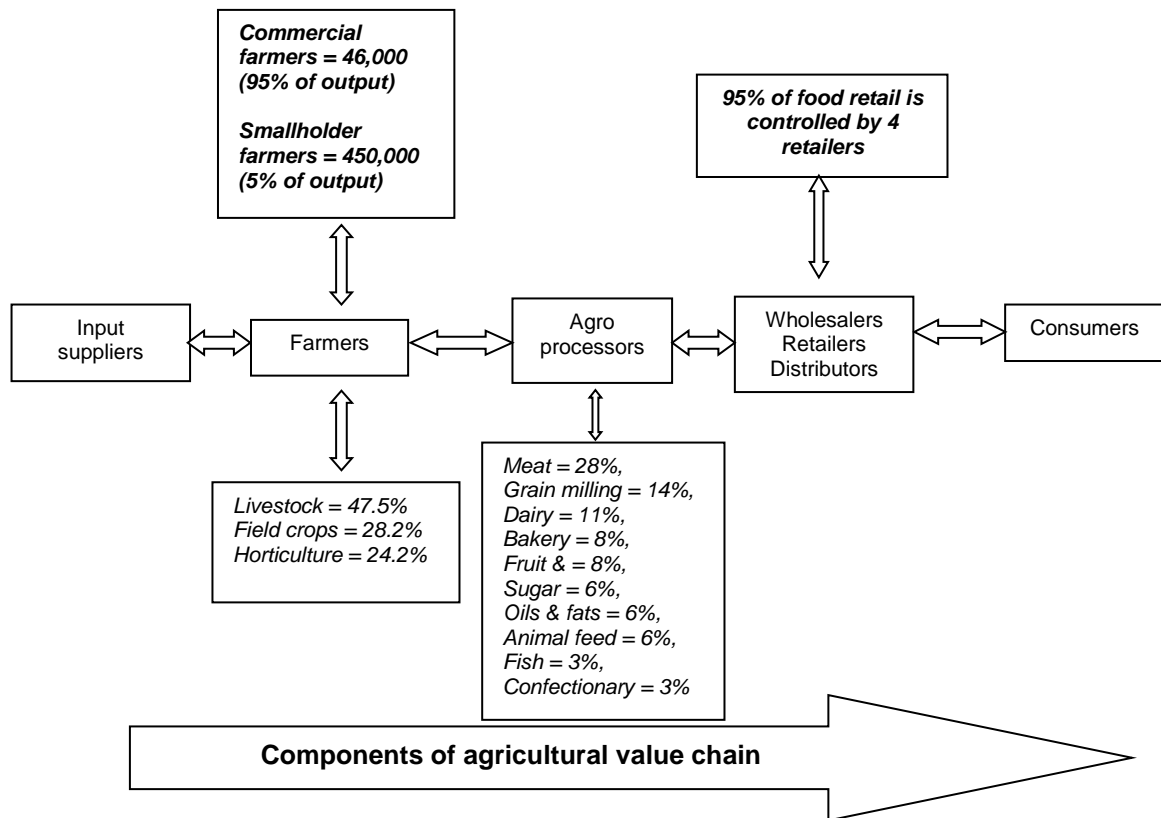 Commercial
farmers = 46,000
(95% of output)
Smallholder
farmers = 450,000
(5% of output)
95% of food retail is
controlled by 4
retailers
Input
suppliers
Farmers
Agro
processors
Wholesalers
Retailers
Distributors
Consumers
Livestock = 47.5%
Field crops = 28.2%
Horticulture = 24.2%
Meat = 28%,
Grain milling = 14%,
Dairy = 11%,
Bakery = 8%,
Fruit & = 8%,
Sugar = 6%,
Oils & fats = 6%,
Animal feed = 6%,
Fish = 3%,
Confectionary = 3%
Components of agricultural value chain